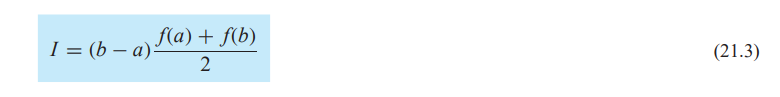 I = (b − a) f(a) + f(b) / 2 (21.3)